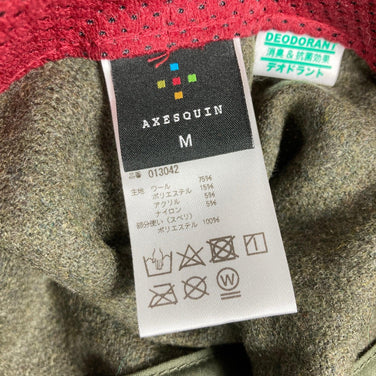 DEODORANT
消臭&抗菌効果
デオドラント
AXESQUIN
M
品番 013042
主地 ウール 75%
ポリエステル 15%
アクリル 5%
ナイロン 5%
部分使い(スベリ)
ポリエステル 100%
W